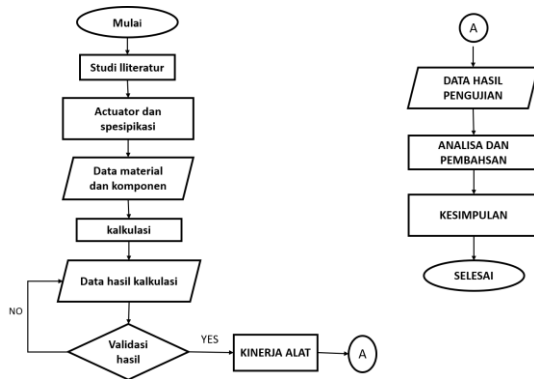 Mulai
Studi lliteratur
Actuator dan
spesipikasi
Data material
dan komponen
kalkulasi
Data hasil kalkulasi
NO
Validasi
hasil
YES
KINERJA ALAT
A
A
DATA HASIL
PENGUJIAN
ANALISA DAN
PEMBAHSAN
KESIMPULAN
SELESAI